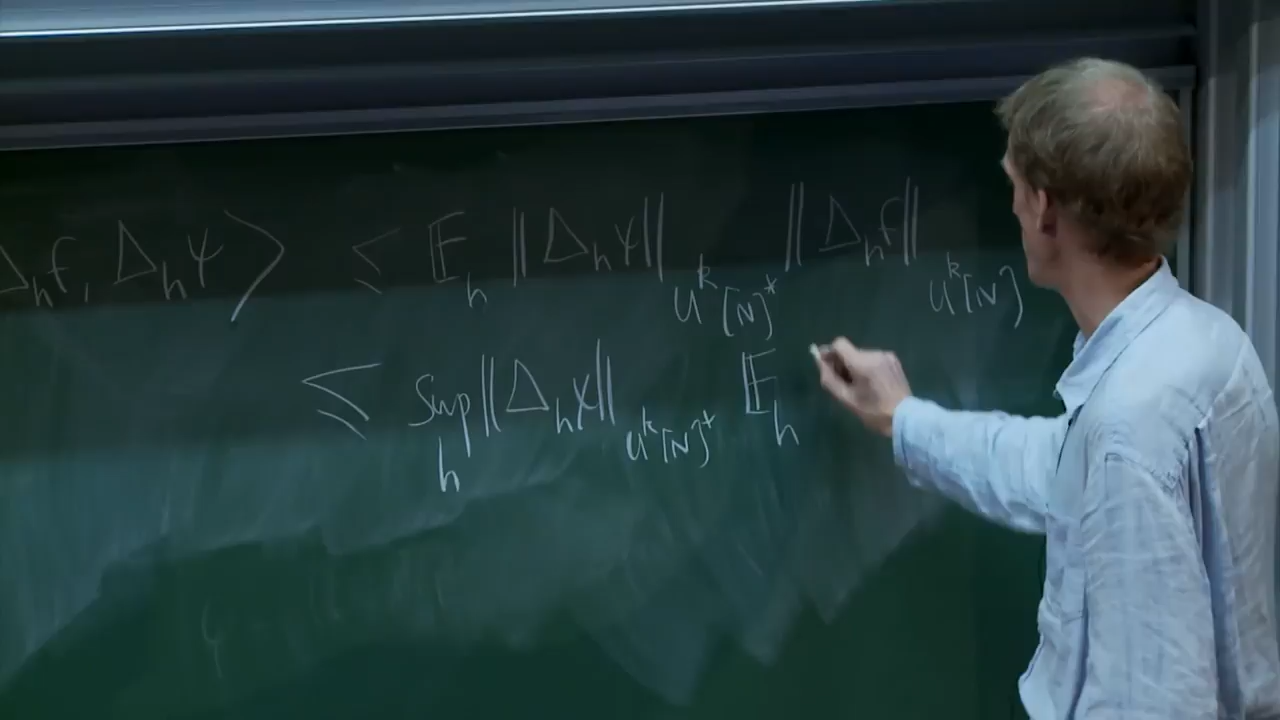 Δ_h f, Δ_h ψ⟩ ≤ 𝔼_h ‖Δ_h ψ‖_{U^k[N]^*} ‖Δ_h f‖_{U^k[N]}
≤ sup_h ‖Δ_h ψ‖_{U^k[N]^*} 𝔼_h